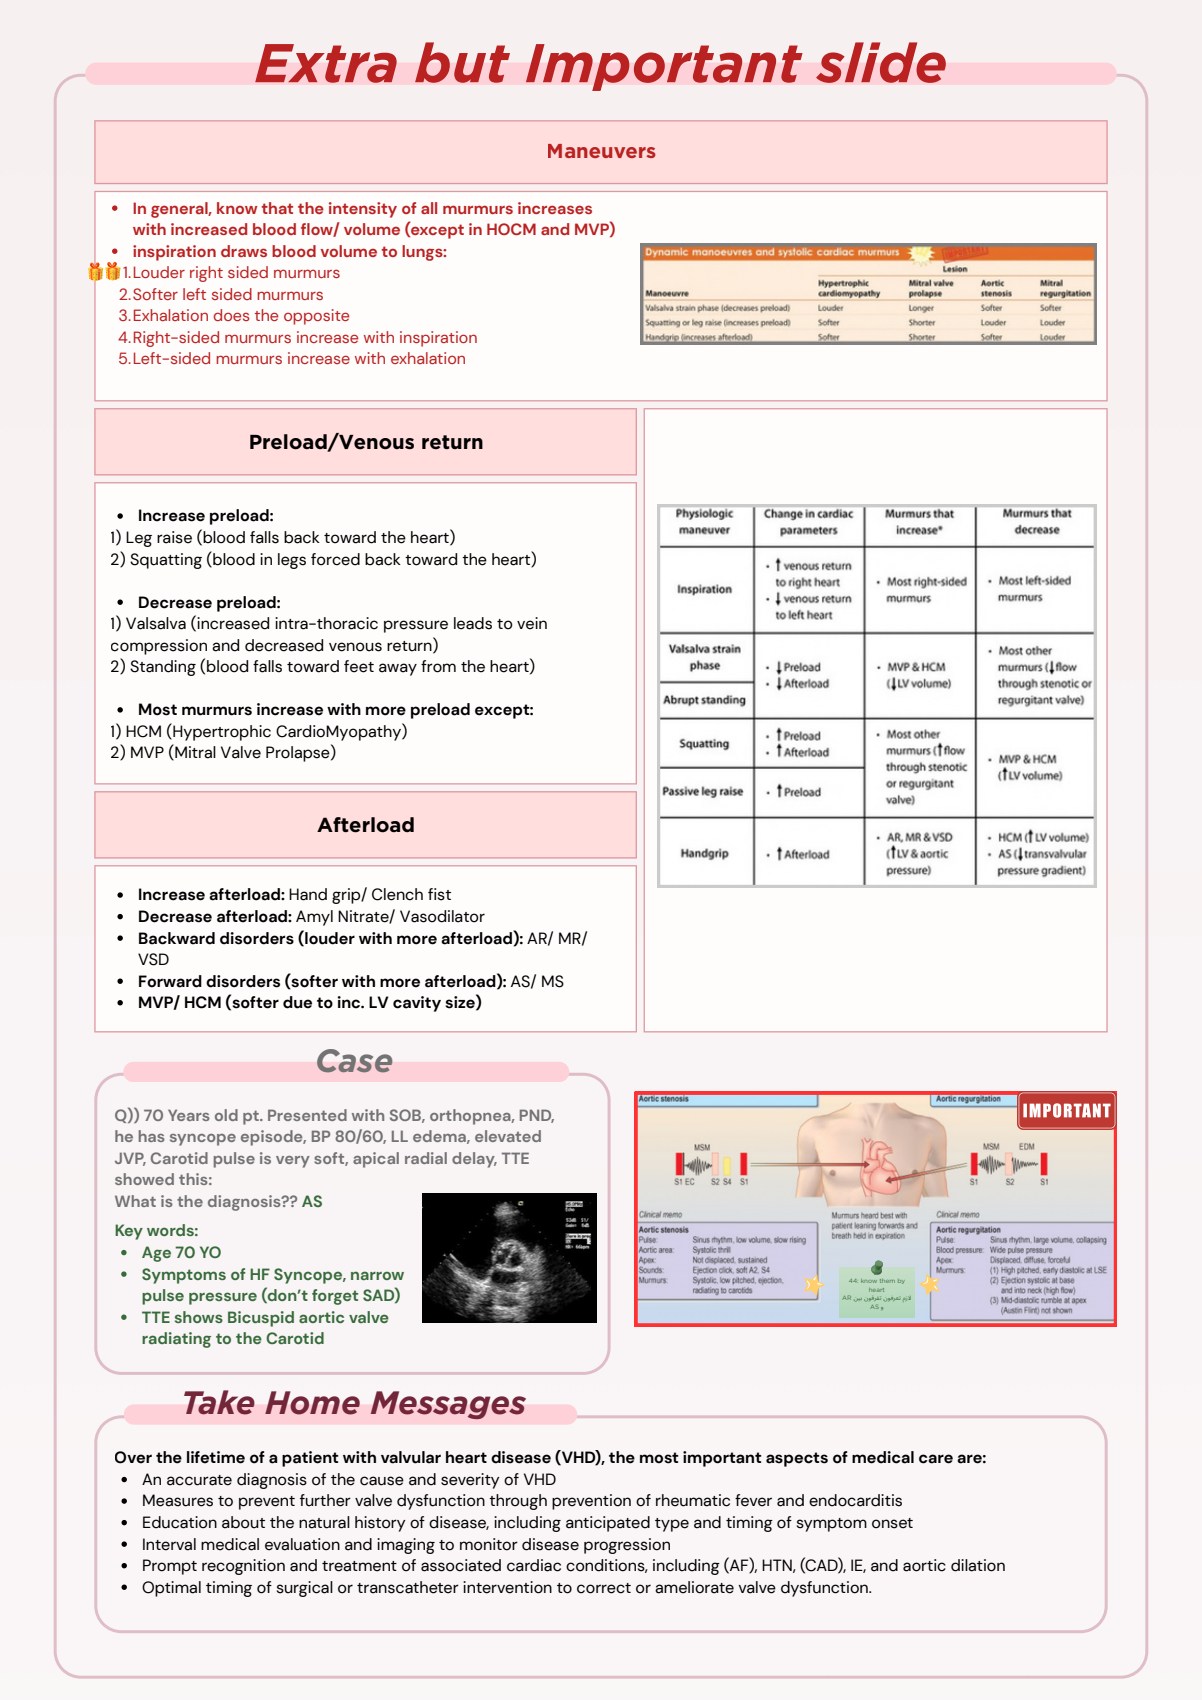 Extra but Important slide
Maneuvers
• In general, know that the intensity of all murmurs increases
with increased blood flow/ volume (except in HOCM and MVP)
• inspiration draws blood volume to lungs:
1. Louder right sided murmurs
2. Softer left sided murmurs
3. Exhalation does the opposite
4. Right-sided murmurs increase with inspiration
5. Left-sided murmurs increase with exhalation
Dynamic manoeuvres and systolic cardiac murmurs
Lesion
Manoeuvre Hypertrophic cardiomyopathy Mitral valve prolapse Aortic stenosis Mitral regurgitation
Valsalva strain phase (decreases preload) Louder Longer Softer Softer
Squatting or leg raise (increases preload) Softer Shorter Louder Louder
Handgrip (increases afterload) Softer Shorter Softer Louder
Preload/Venous return
• Increase preload:
1) Leg raise (blood falls back toward the heart)
2) Squatting (blood in legs forced back toward the heart)
• Decrease preload:
1) Valsalva (increased intra-thoracic pressure leads to vein
compression and decreased venous return)
2) Standing (blood falls toward feet away from the heart)
• Most murmurs increase with more preload except:
1) HCM (Hypertrophic CardioMyopathy)
2) MVP (Mitral Valve Prolapse)
Afterload
• Increase afterload: Hand grip/ Clench fist
• Decrease afterload: Amyl Nitrate/ Vasodilator
• Backward disorders (louder with more afterload): AR/ MR/
VSD
• Forward disorders (softer with more afterload): AS/ MS
• MVP/ HCM (softer due to inc. LV cavity size)
Physiologic maneuver
Change in cardiac parameters
Murmurs that increase*
Murmurs that decrease
Inspiration
• ↑ venous return
to right heart
• ↓ venous return
to left heart
• Most right-sided
murmurs
• Most left-sided
murmurs
Valsalva strain
phase
Abrupt standing
• ↓ Preload
• ↓ Afterload
• MVP & HCM
(↓LV volume)
• Most other
murmurs (↓flow
through stenotic or
regurgitant valve)
Squatting
• ↑ Preload
• ↑ Afterload
Passive leg raise
• ↑ Preload
• Most other
murmurs (↑flow
through stenotic
or regurgitant
valve)
• MVP & HCM
(↑LV volume)
Handgrip
• ↑ Afterload
• AR, MR & VSD
(↑LV & aortic
pressure)
• HCM (↑LV volume)
• AS (↓transvalvular
pressure gradient)
Case
Q)) 70 Years old pt. Presented with SOB, orthopnea, PND,
he has syncope episode, BP 80/60, LL edema, elevated
JVP, Carotid pulse is very soft, apical radial delay, TTE
showed this:
What is the diagnosis?? AS
Key words:
• Age 70 YO
• Symptoms of HF Syncope, narrow
pulse pressure (don't forget SAD)
• TTE shows Bicuspid aortic valve
radiating to the Carotid
Aortic stenosis
Aortic regurgitation
IMPORTANT
MSM
S1 EC S2 S4 S1
MSM EDM
S1 S2 S1
Clinical memo
Aortic stenosis
Pulse: Sinus rhythm, low volume, slow rising
Aortic area: Systolic thrill
Apex: Not displaced, sustained
Sounds: Ejection click, soft A2, S4
Murmurs: Systolic, low pitched, ejection,
radiating to carotids
Murmurs heard best with
patient leaning forwards and
breath held in expiration
44: know them by
heart
لازم تعرفون تفرقون بين AR
و AS
Clinical memo
Aortic regurgitation
Pulse: Sinus rhythm, large volume, collapsing
Blood pressure: Wide pulse pressure
Apex: Displaced, diffuse, forceful
Murmurs: (1) High pitched, early diastolic at LSE
(2) Ejection systolic at base
and into neck (high flow)
(3) Mid-diastolic rumble at apex
(Austin Flint) not shown
Take Home Messages
Over the lifetime of a patient with valvular heart disease (VHD), the most important aspects of medical care are:
• An accurate diagnosis of the cause and severity of VHD
• Measures to prevent further valve dysfunction through prevention of rheumatic fever and endocarditis
• Education about the natural history of disease, including anticipated type and timing of symptom onset
• Interval medical evaluation and imaging to monitor disease progression
• Prompt recognition and treatment of associated cardiac conditions, including (AF), HTN, (CAD), IE, and aortic dilation
• Optimal timing of surgical or transcatheter intervention to correct or ameliorate valve dysfunction.